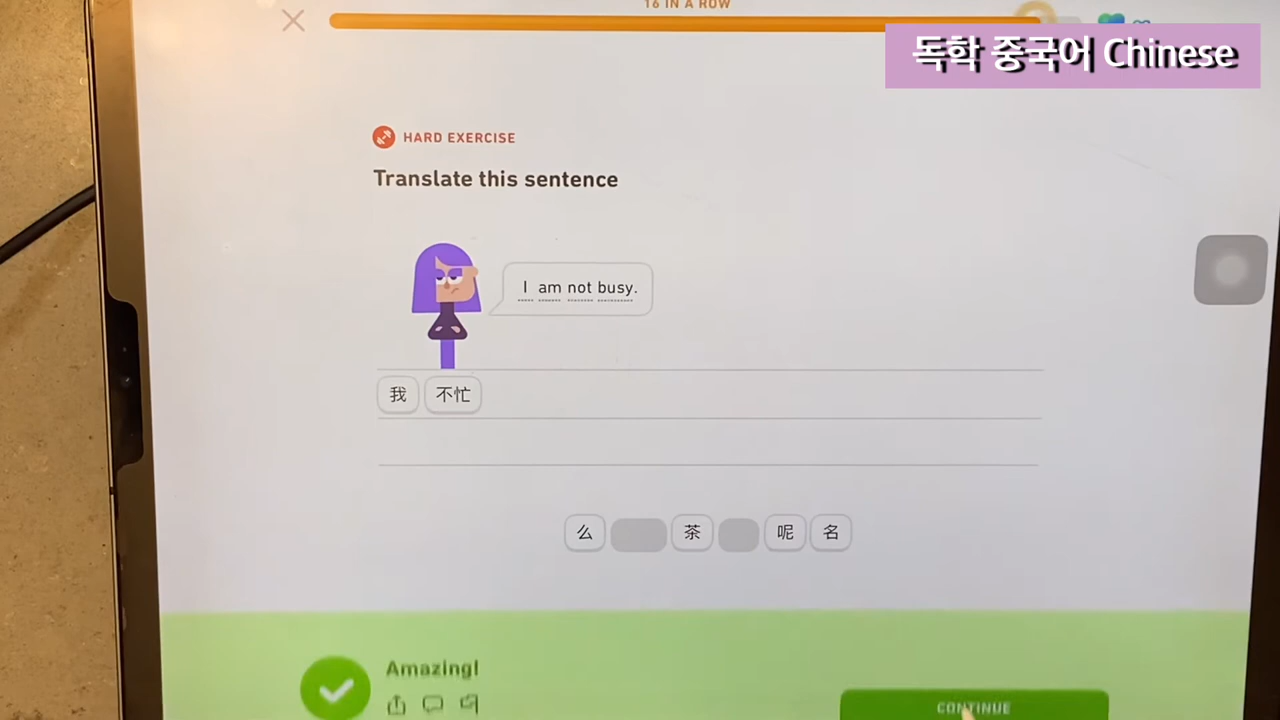 16 IN A ROW
독학 중국어 Chinese
HARD EXERCISE
Translate this sentence
I am not busy.
我 不忙
么 茶 呢 名
Amazing!
CONTINUE